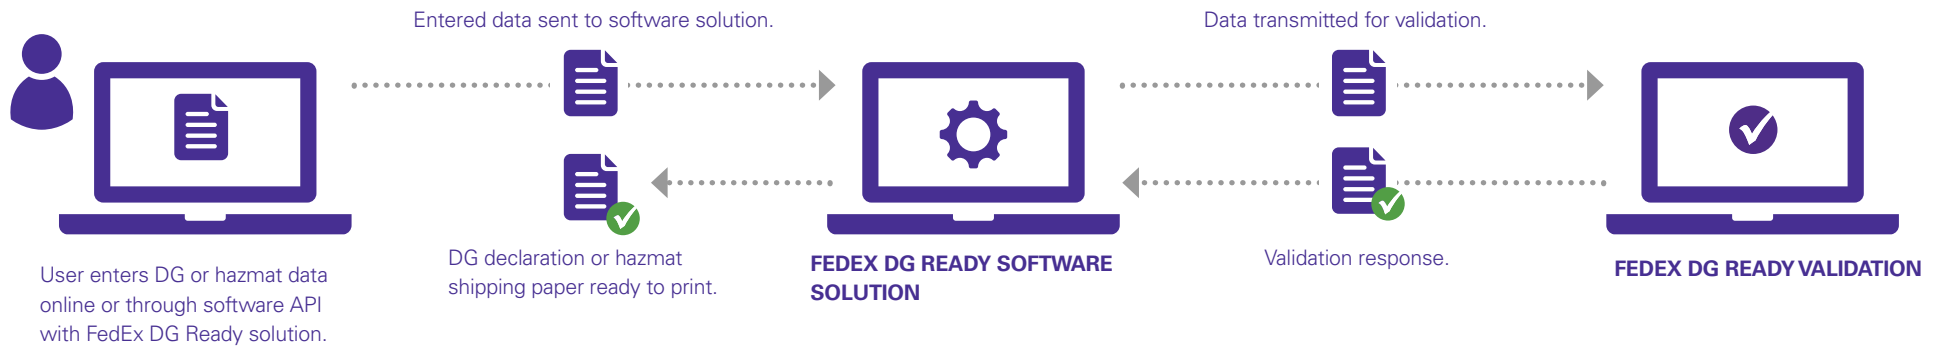 Entered data sent to software solution.
Data transmitted for validation.
User enters DG or hazmat data
online or through software API
with FedEx DG Ready solution.
DG declaration or hazmat
shipping paper ready to print.
FEDEX DG READY SOFTWARE
SOLUTION
Validation response.
FEDEX DG READY VALIDATION